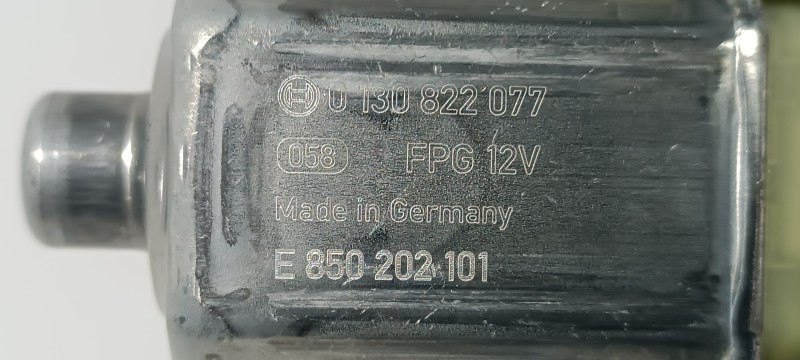 0 130 822 077
058 FPG 12V
Made in Germany
E 850 202 101